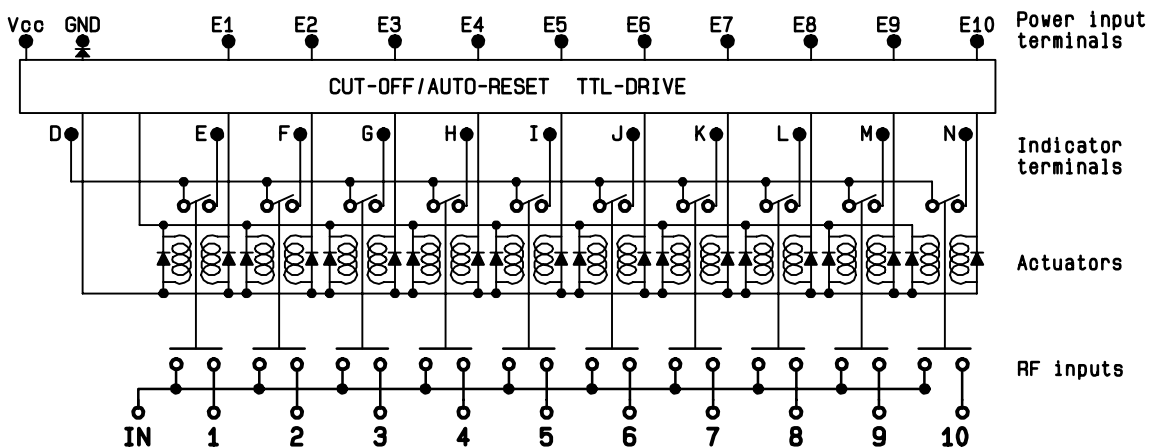 Vcc GND E1 E2 E3 E4 E5 E6 E7 E8 E9 E10 Power input
terminals
CUT-OFF/AUTO-RESET TTL-DRIVE
D E F G H I J K L M N Indicator
terminals
Actuators
RF inputs
IN 1 2 3 4 5 6 7 8 9 10